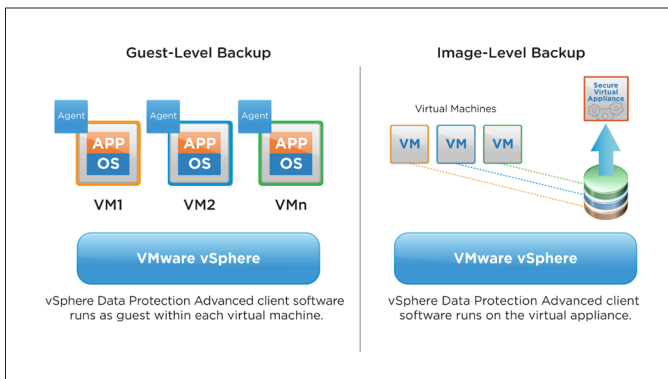 Guest-Level Backup
Agent
APP
OS
VM1
Agent
APP
OS
VM2
Agent
APP
OS
VMn
VMware vSphere
vSphere Data Protection Advanced client software
runs as guest within each virtual machine.
Image-Level Backup
Virtual Machines
VM
VM
VM
Secure
Virtual
Appliance
VMware vSphere
vSphere Data Protection Advanced client
software runs on the virtual appliance.